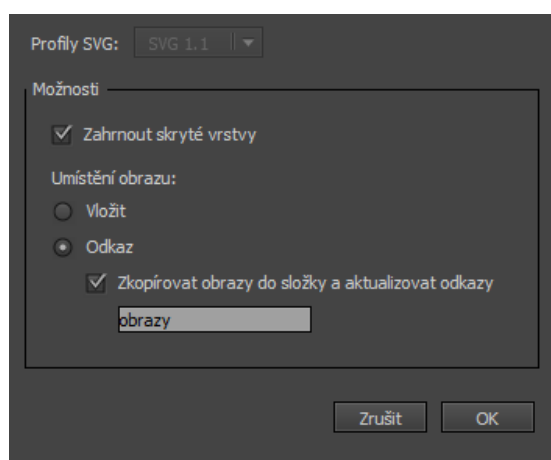 Profily SVG: SVG 1.1
Možnosti
Zahrnout skryté vrstvy
Umístění obrazu:
Vložit
Odkaz
Zkopírovat obrazy do složky a aktualizovat odkazy
obrazy
Zrušit OK